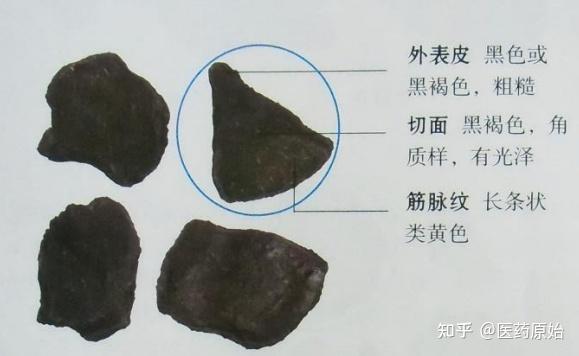 外表皮 黑色或
黑褐色，粗糙
切面 黑褐色，角
质样，有光泽
筋脉纹 长条状
类黄色
知乎 @医药原始